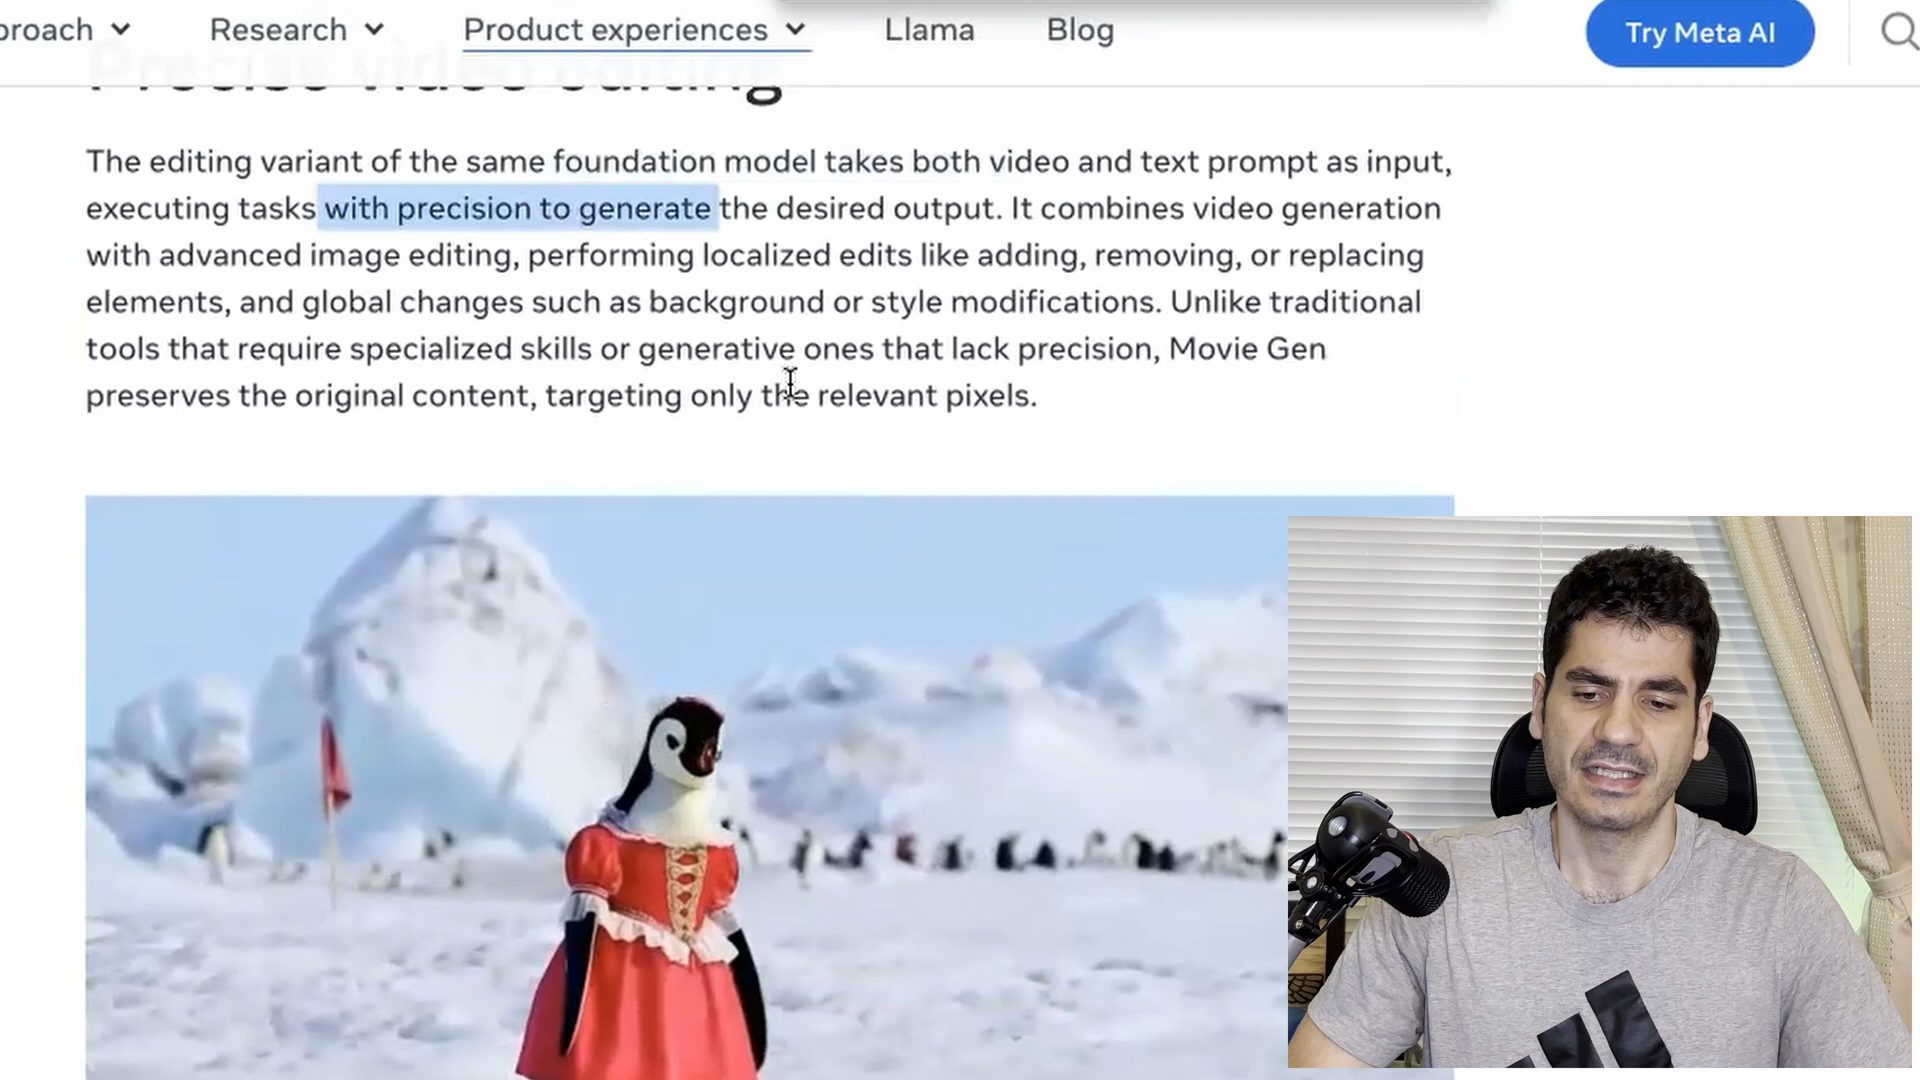 proach Research Product experiences Llama Blog Try Meta AI
Precise video editing
The editing variant of the same foundation model takes both video and text prompt as input,
executing tasks with precision to generate the desired output. It combines video generation
with advanced image editing, performing localized edits like adding, removing, or replacing
elements, and global changes such as background or style modifications. Unlike traditional
tools that require specialized skills or generative ones that lack precision, Movie Gen
preserves the original content, targeting only the relevant pixels.